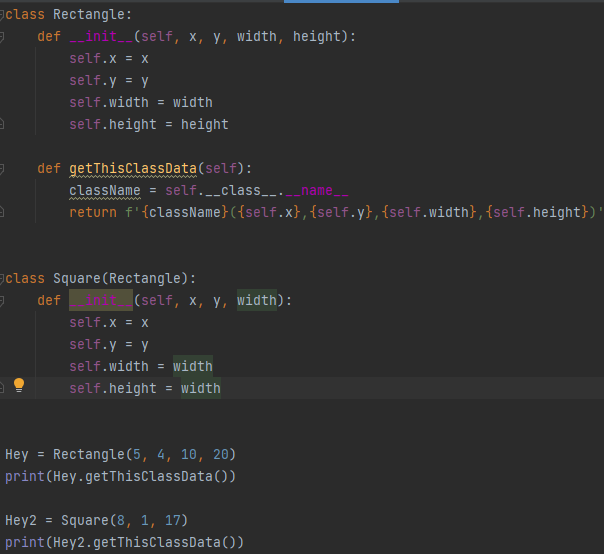 class Rectangle:
    def __init__(self, x, y, width, height):
        self.x = x
        self.y = y
        self.width = width
        self.height = height
    def getThisClassData(self):
        className = self.__class__.__name__
        return f'{className}({self.x},{self.y},{self.width},{self.height})'
class Square(Rectangle):
    def __init__(self, x, y, width):
        self.x = x
        self.y = y
        self.width = width
        self.height = width
Hey = Rectangle(5, 4, 10, 20)
print(Hey.getThisClassData())
Hey2 = Square(8, 1, 17)
print(Hey2.getThisClassData())